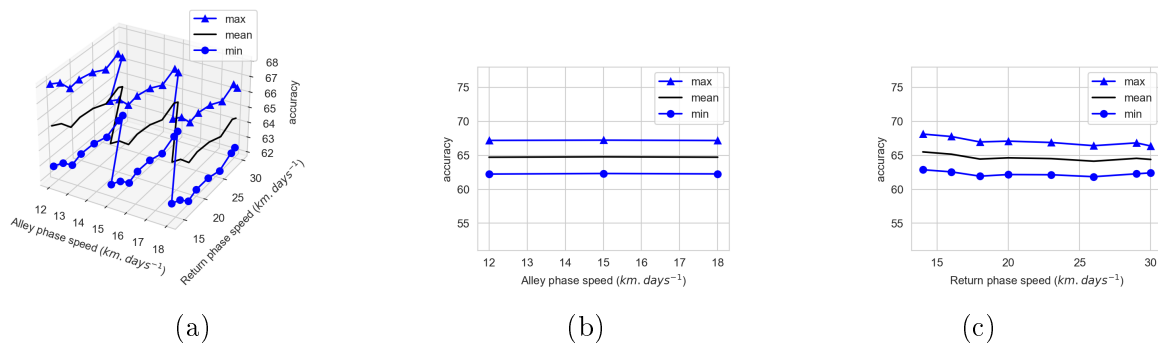 max
mean
min
68
67
66
65
64
63
62
accuracy
12
13
14
15
16
17
18
Alley phase speed (km. days⁻¹)
15
20
25
30
Return phase speed (km. days⁻¹)
(a)
max
mean
min
75
70
65
60
55
accuracy
12 13 14 15 16 17 18
Alley phase speed (km. days⁻¹)
(b)
max
mean
min
75
70
65
60
55
accuracy
15 20 25 30
Return phase speed (km. days⁻¹)
(c)